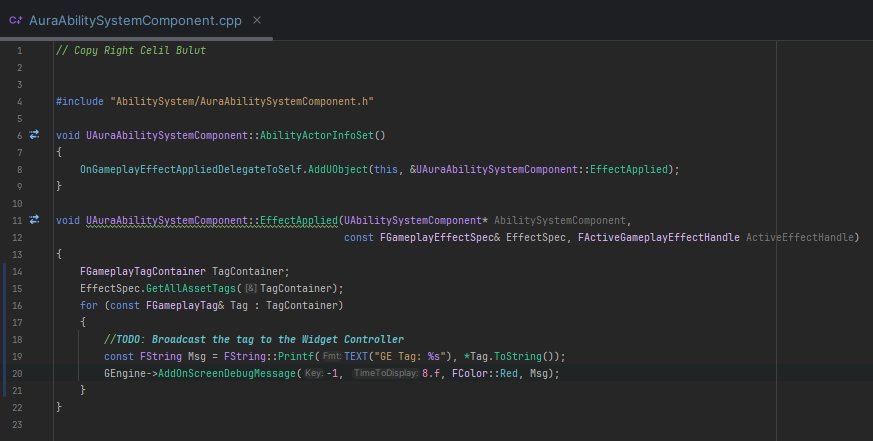 AuraAbilitySystemComponent.cpp
1 // Copy Right Celil Bulut
2
3
4 #include "AbilitySystem/AuraAbilitySystemComponent.h"
5
6 void UAuraAbilitySystemComponent::AbilityActorInfoSet()
7 {
8 OnGameplayEffectAppliedDelegateToSelf.AddUObject(this, &UAuraAbilitySystemComponent::EffectApplied);
9 }
10
11 void UAuraAbilitySystemComponent::EffectApplied(UAbilitySystemComponent* AbilitySystemComponent,
12 const FGameplayEffectSpec& EffectSpec, FActiveGameplayEffectHandle ActiveEffectHandle)
13 {
14 FGameplayTagContainer TagContainer;
15 EffectSpec.GetAllAssetTags([&] TagContainer);
16 for (const FGameplayTag& Tag : TagContainer)
17 {
18 //TODO: Broadcast the tag to the Widget Controller
19 const FString Msg = FString::Printf(Fmt: TEXT("GE Tag: %s"), *Tag.ToString());
20 GEngine->AddOnScreenDebugMessage(Key: -1, TimeToDisplay: 8.f, FColor::Red, Msg);
21 }
22 }
23